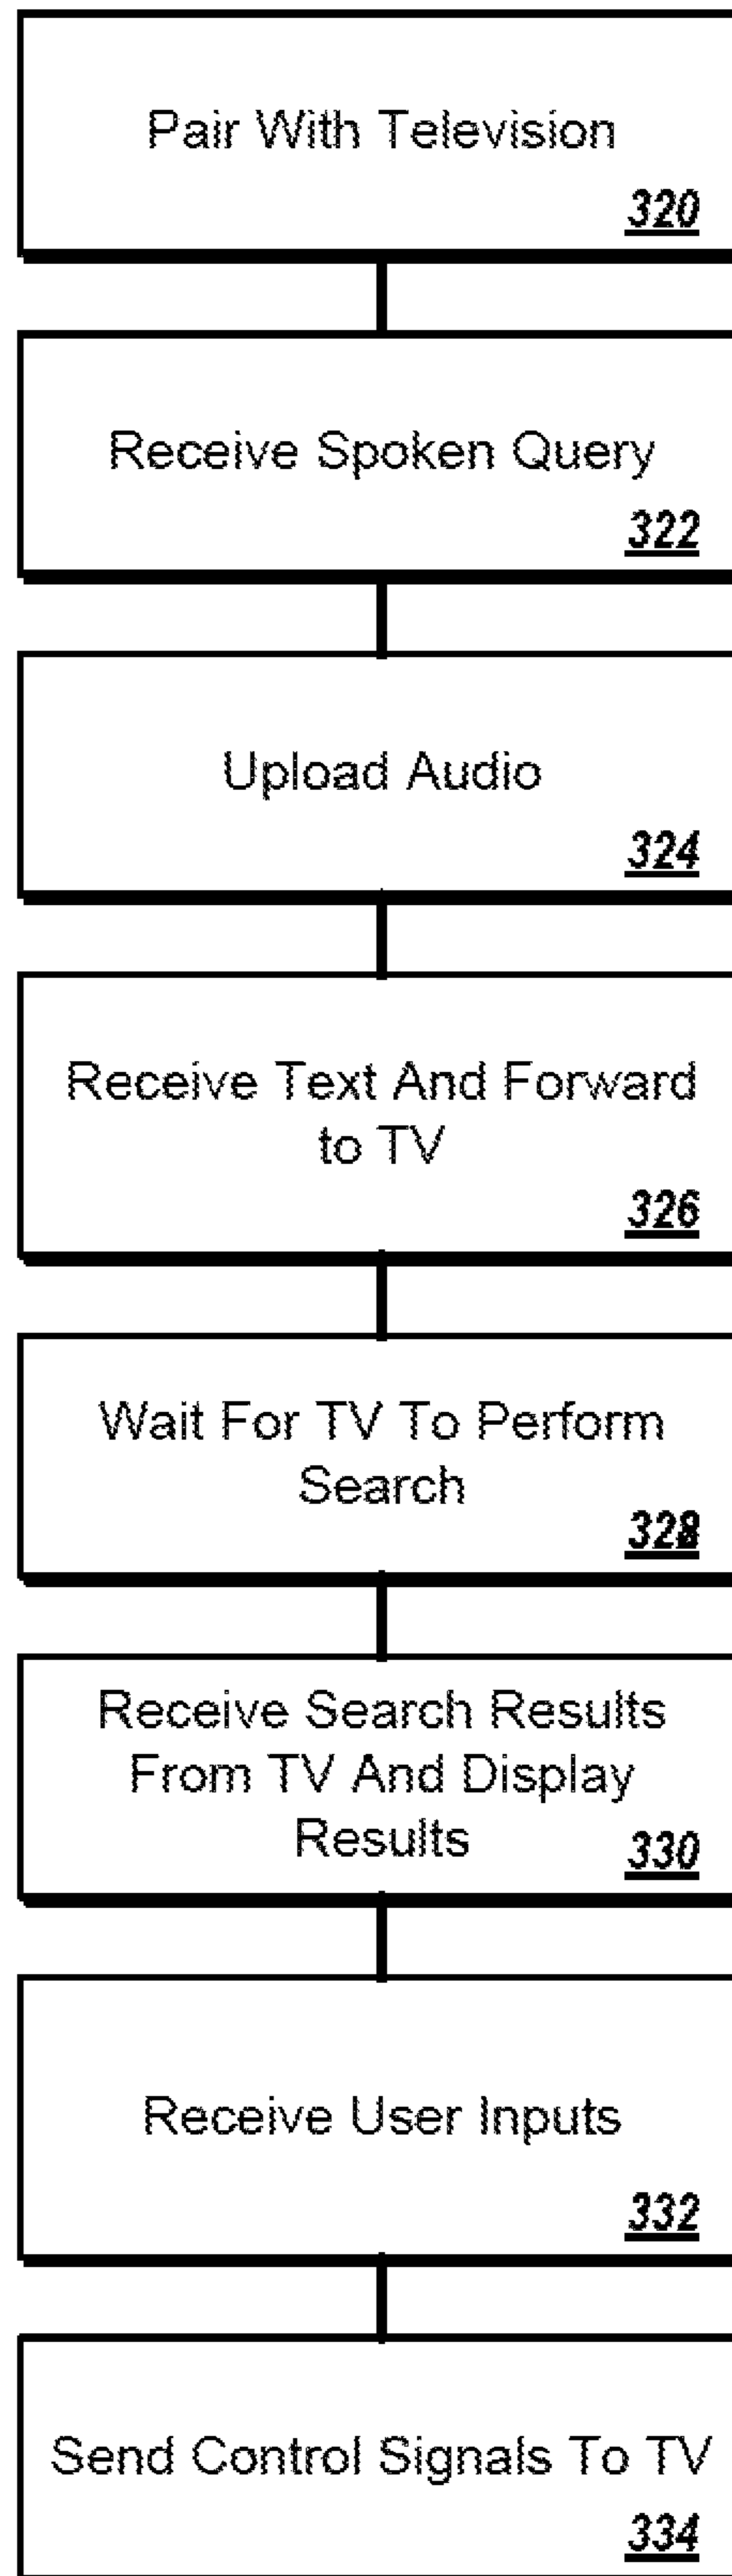 Pair With Television
320
Receive Spoken Query
322
Upload Audio
324
Receive Text And Forward
to TV
326
Wait For TV To Perform
Search
328
Receive Search Results
From TV And Display
Results
330
Receive User Inputs
332
Send Control Signals To TV
334